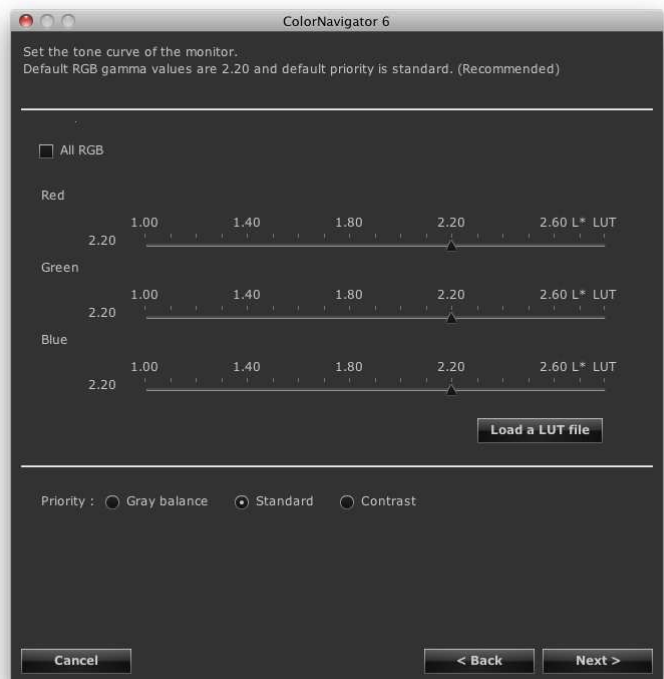 ColorNavigator 6
Set the tone curve of the monitor.
Default RGB gamma values are 2.20 and default priority is standard. (Recommended)
All RGB
Red
1.00 1.40 1.80 2.20 2.60 L* LUT
2.20
Green
1.00 1.40 1.80 2.20 2.60 L* LUT
2.20
Blue
1.00 1.40 1.80 2.20 2.60 L* LUT
2.20
Load a LUT file
Priority : Gray balance Standard Contrast
Cancel < Back Next >